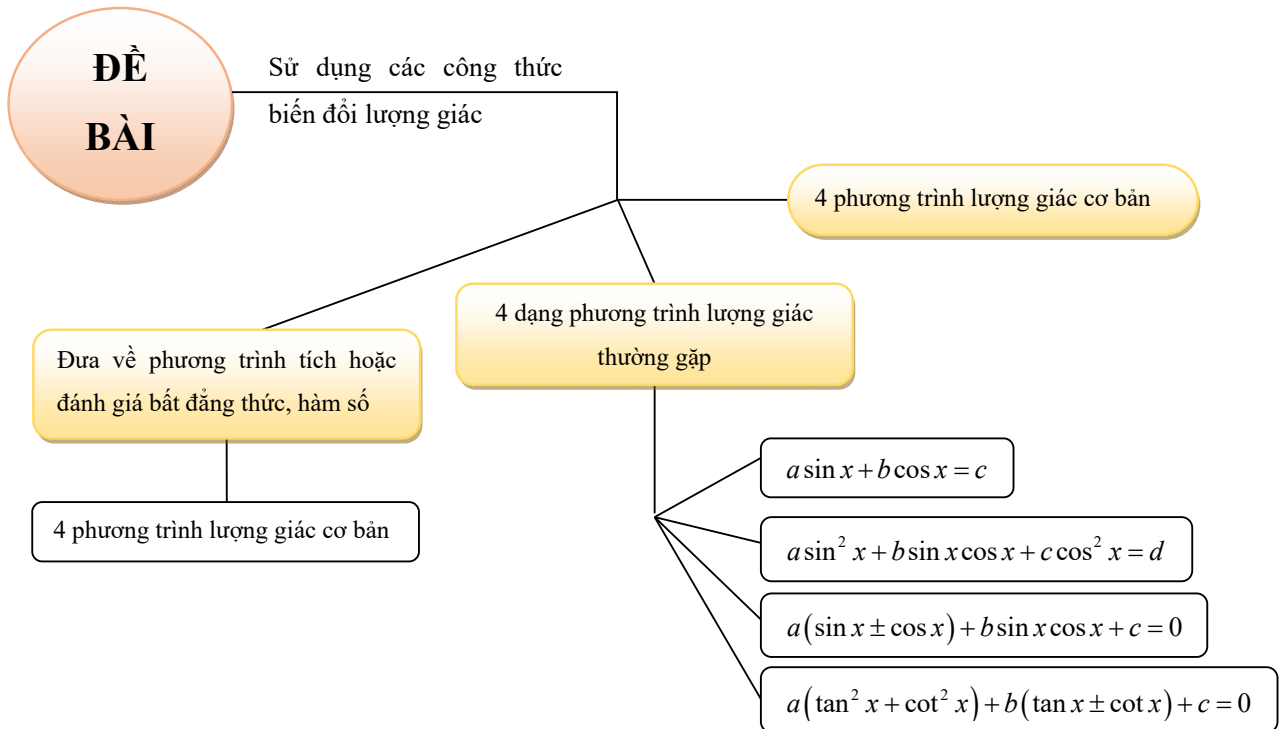 ĐỀ
BÀI
Sử dụng các công thức
biến đổi lượng giác
4 phương trình lượng giác cơ bản
4 dạng phương trình lượng giác
thường gặp
Đưa về phương trình tích hoặc
đánh giá bất đẳng thức, hàm số
4 phương trình lượng giác cơ bản
a sin x + b cos x = c
a sin² x + b sin x cos x + c cos² x = d
a(sin x ± cos x) + b sin x cos x + c = 0
a(tan² x + cot² x) + b(tan x ± cot x) + c = 0